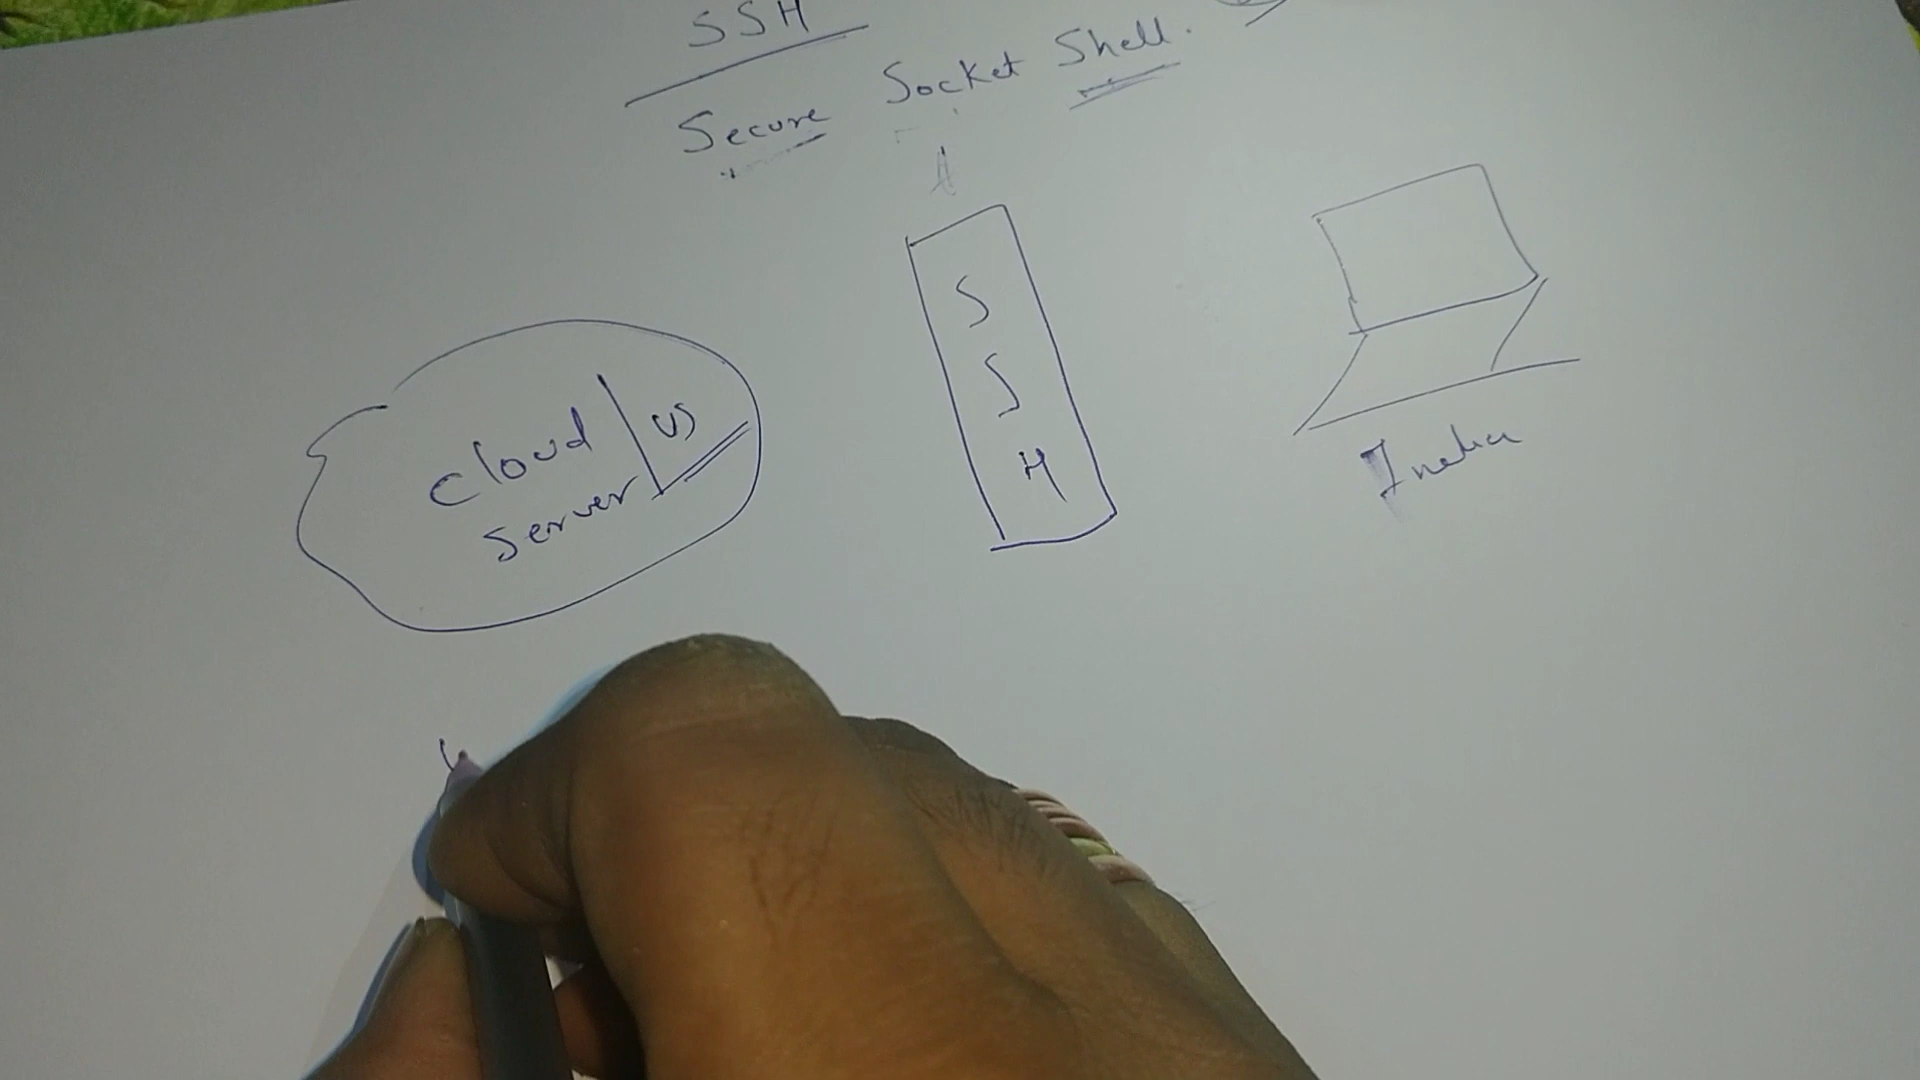 SSH
Secure Socket Shell.
S
S
H
cloud
US
server
India